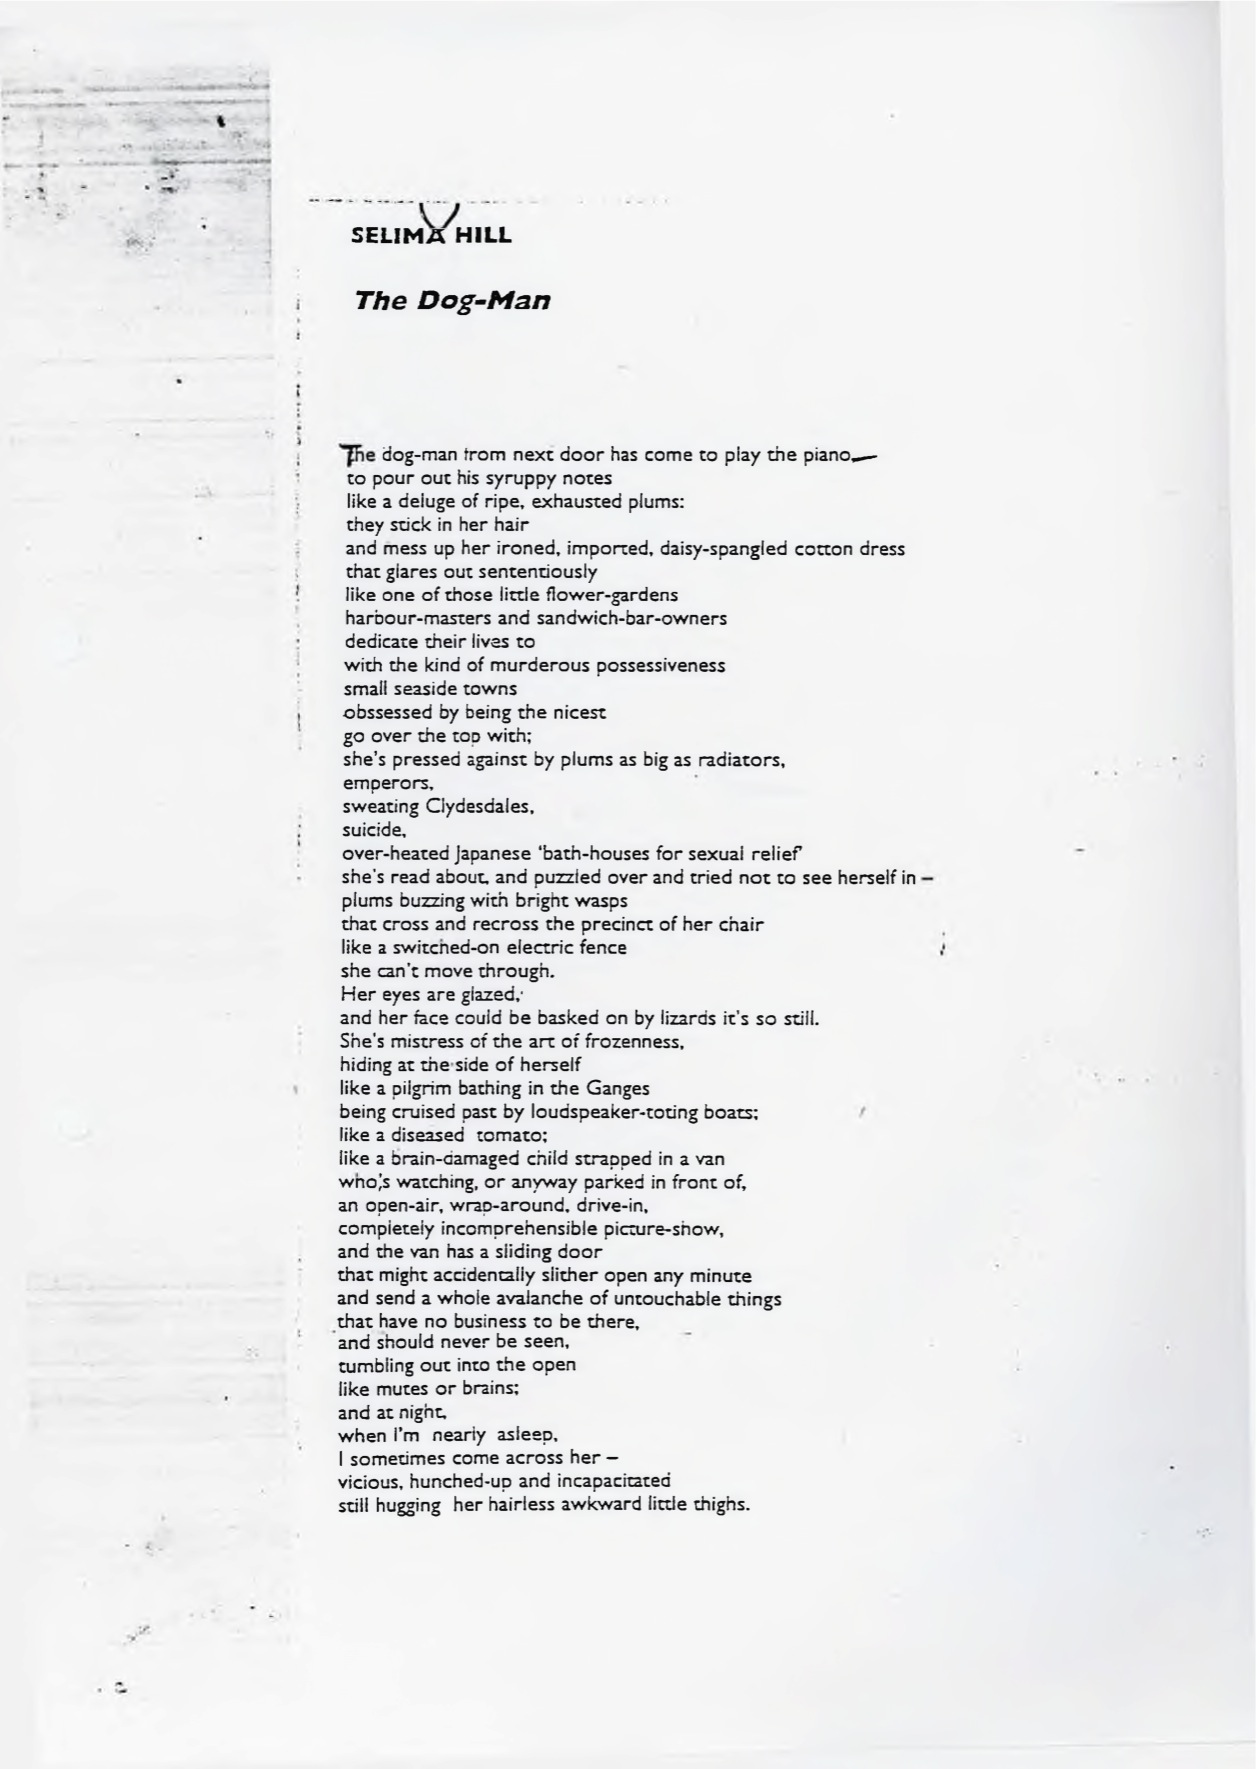 SELIMA HILL
The Dog-Man
The dog-man from next door has come to play the piano—
to pour out his syruppy notes
like a deluge of ripe, exhausted plums:
they stick in her hair
and mess up her ironed, imported, daisy-spangled cotton dress
that glares out sententiously
like one of those little flower-gardens
harbour-masters and sandwich-bar-owners
dedicate their lives to
with the kind of murderous possessiveness
small seaside towns
obssessed by being the nicest
go over the top with;
she's pressed against by plums as big as radiators,
emperors,
sweating Clydesdales,
suicide,
over-heated Japanese 'bath-houses for sexual relief'
she's read about, and puzzled over and tried not to see herself in –
plums buzzing with bright wasps
that cross and recross the precinct of her chair
like a switched-on electric fence
she can't move through.
Her eyes are glazed,
and her face could be basked on by lizards it's so still.
She's mistress of the art of frozenness,
hiding at the side of herself
like a pilgrim bathing in the Ganges
being cruised past by loudspeaker-toting boats;
like a diseased tomato;
like a brain-damaged child strapped in a van
who's watching, or anyway parked in front of,
an open-air, wrap-around, drive-in,
completely incomprehensible picture-show,
and the van has a sliding door
that might accidentally slither open any minute
and send a whole avalanche of untouchable things
that have no business to be there,
and should never be seen,
tumbling out into the open
like mutes or brains;
and at night,
when I'm nearly asleep,
I sometimes come across her –
vicious, hunched-up and incapacitated
still hugging her hairless awkward little thighs.